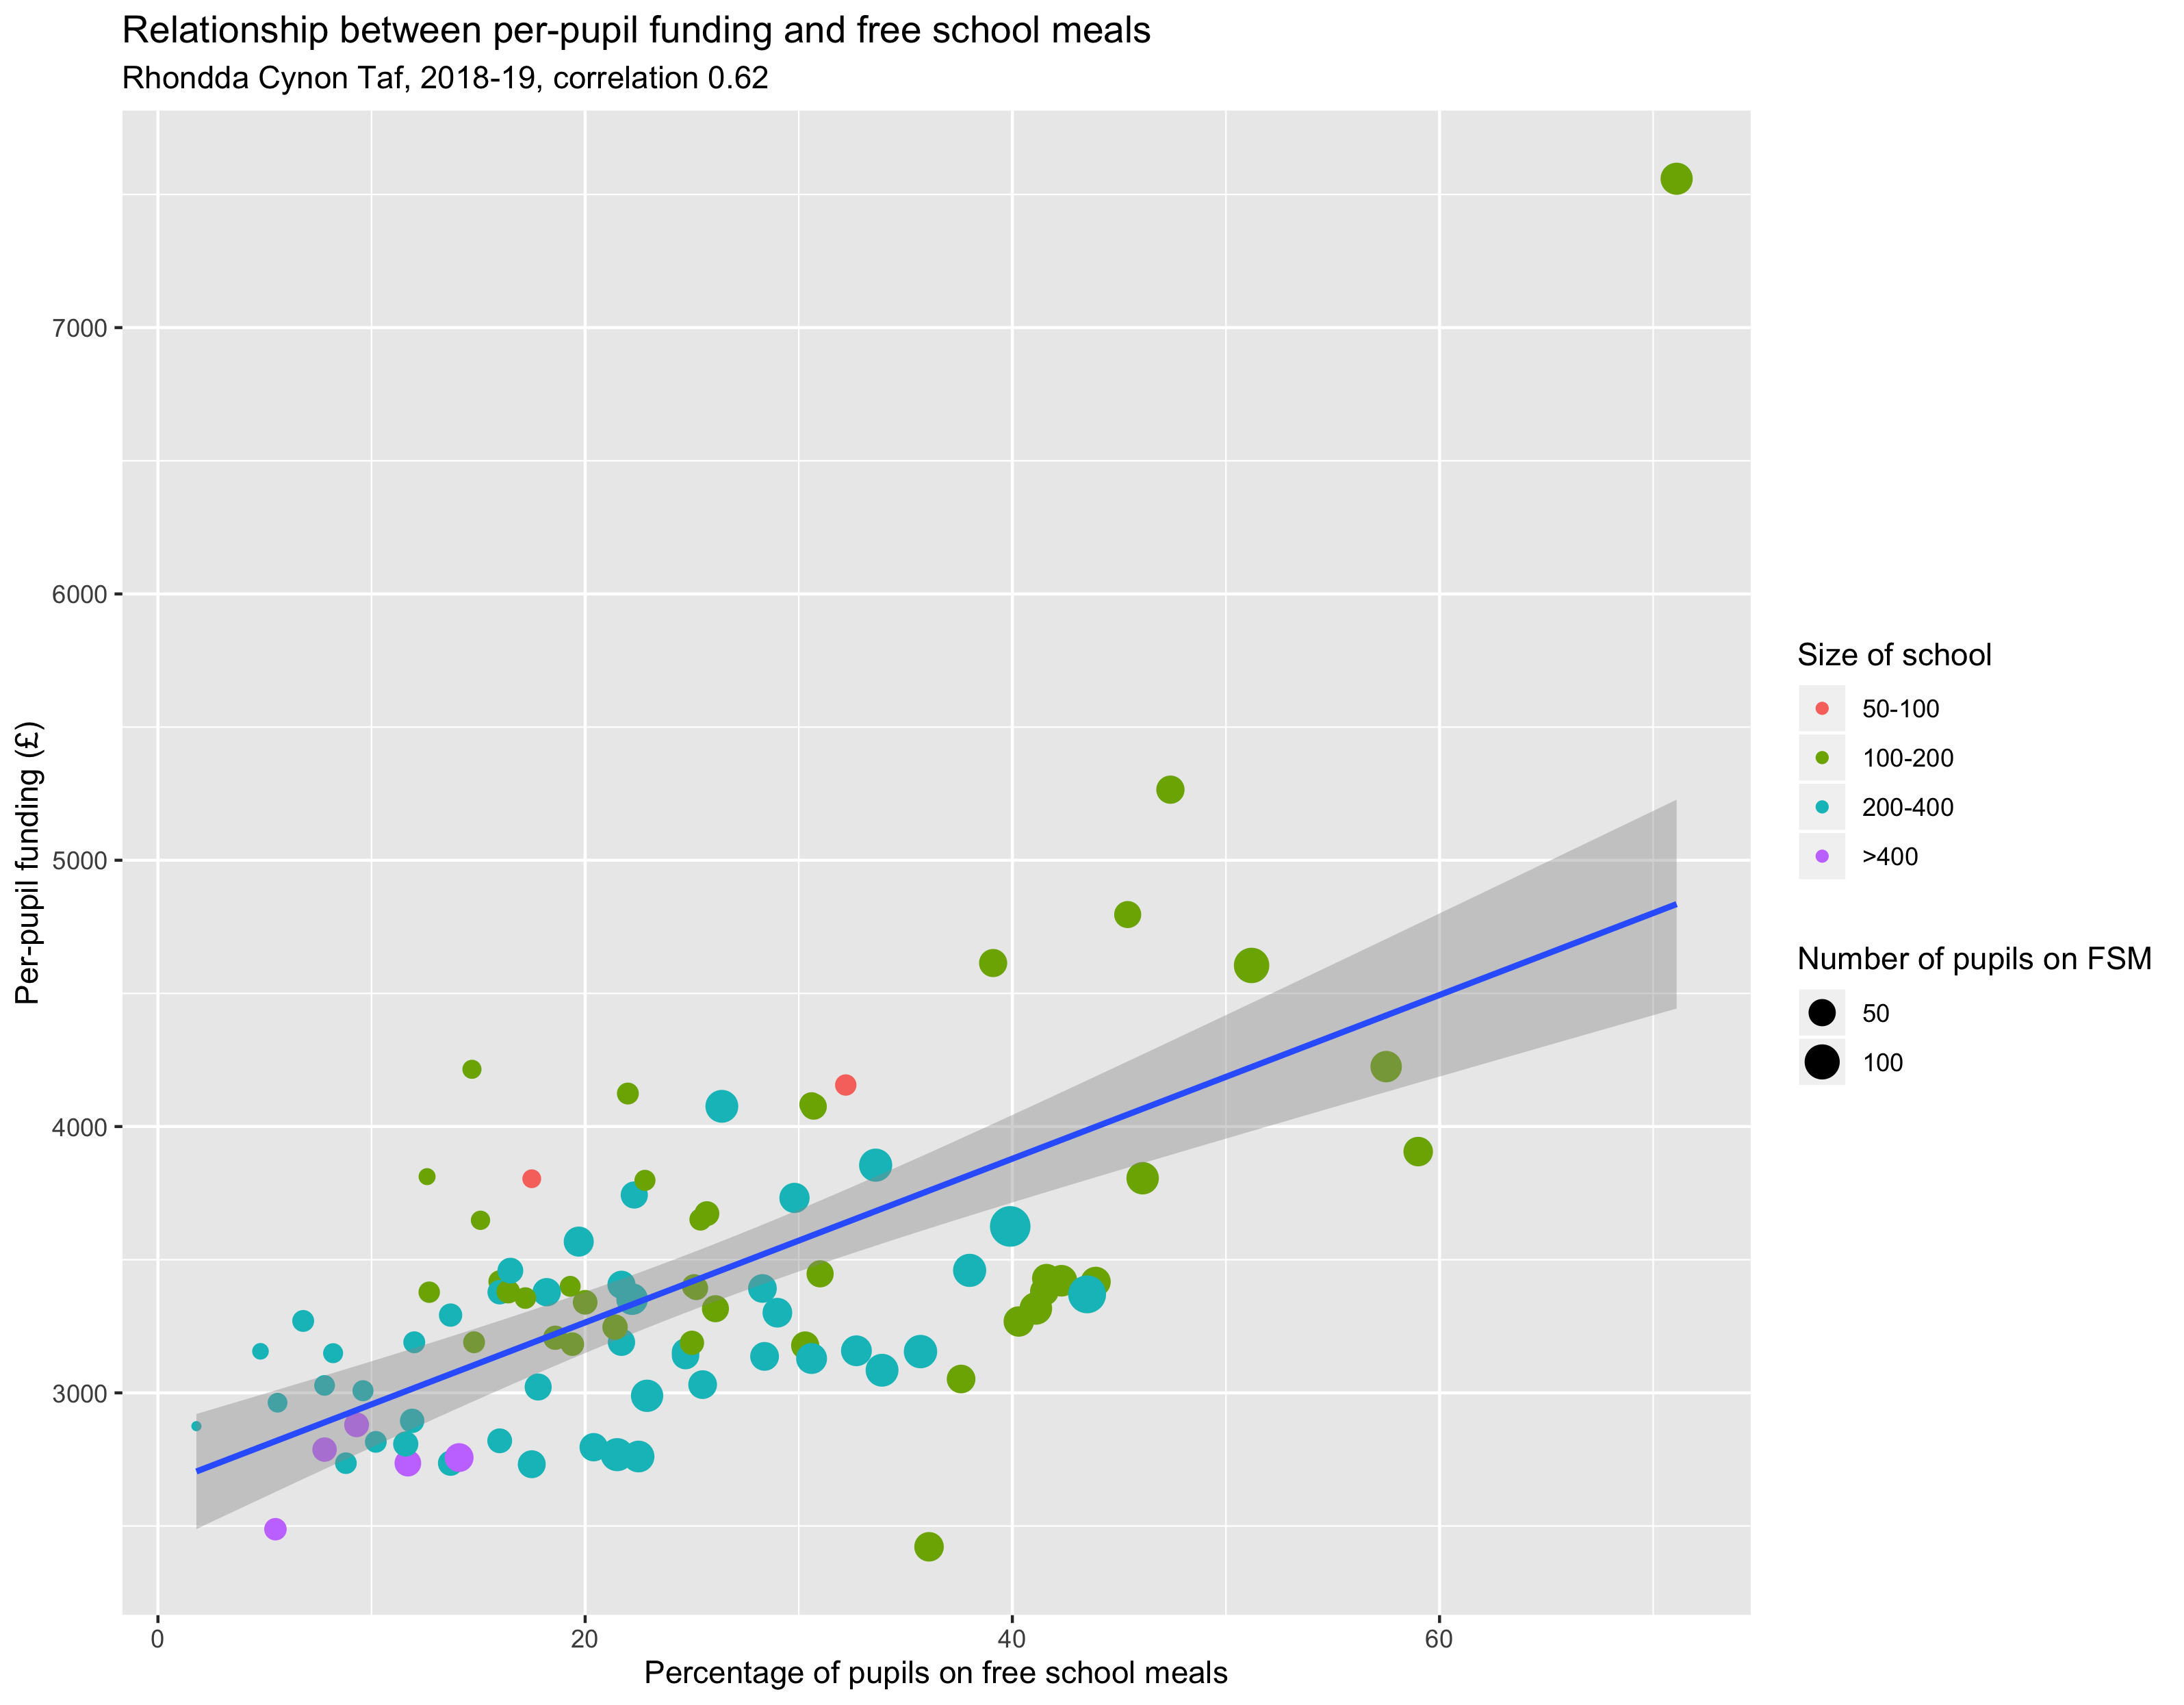 Relationship between per-pupil funding and free school meals
Rhondda Cynon Taf, 2018-19, correlation 0.62
Per-pupil funding (£)
7000
6000
5000
4000
3000
0
20
40
60
Percentage of pupils on free school meals
Size of school
50-100
100-200
200-400
>400
Number of pupils on FSM
50
100